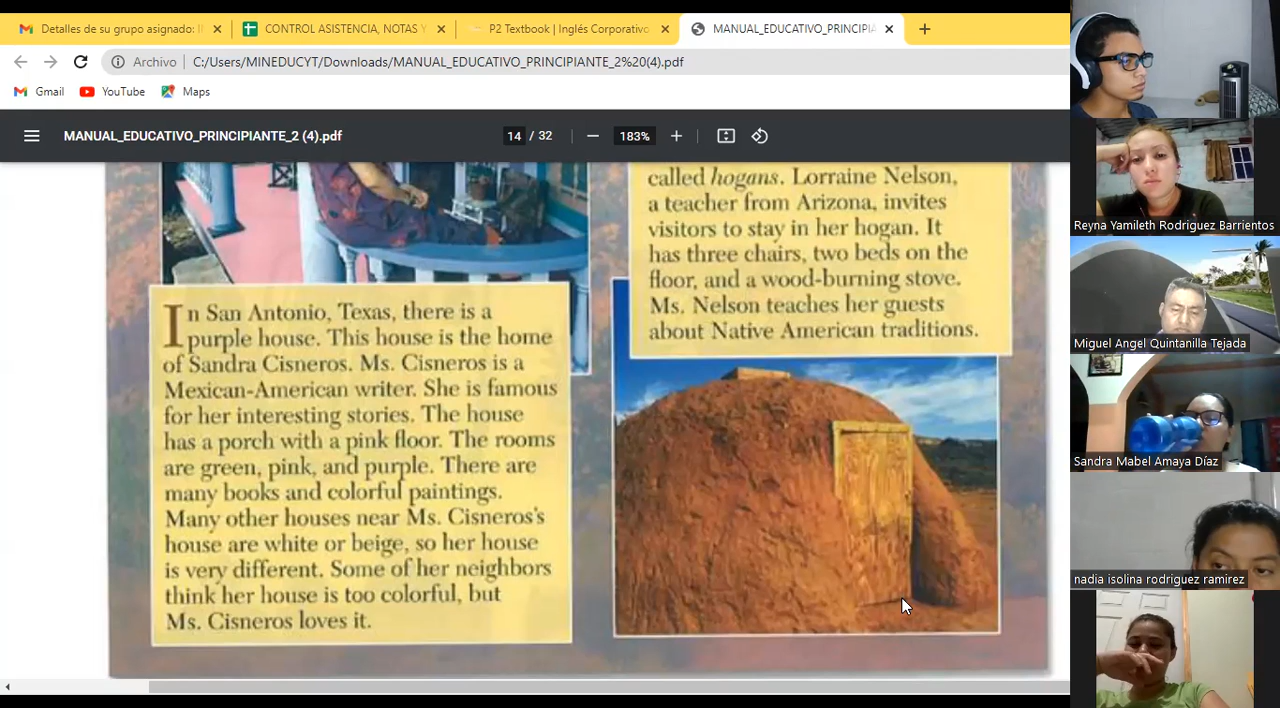 Detalles de su grupo asignado: I
CONTROL ASISTENCIA, NOTAS Y
P2 Textbook | Inglés Corporativo
MANUAL_EDUCATIVO_PRINCIPIA
Archivo
C:/Users/MINEDUCYT/Downloads/MANUAL_EDUCATIVO_PRINCIPIANTE_2%20(4).pdf
Gmail
YouTube
Maps
MANUAL_EDUCATIVO_PRINCIPIANTE_2 (4).pdf
14 / 32
183%
In San Antonio, Texas, there is a
purple house. This house is the home
of Sandra Cisneros. Ms. Cisneros is a
Mexican-American writer. She is famous
for her interesting stories. The house
has a porch with a pink floor. The rooms
are green, pink, and purple. There are
many books and colorful paintings.
Many other houses near Ms. Cisneros's
house are white or beige, so her house
is very different. Some of her neighbors
think her house is too colorful, but
Ms. Cisneros loves it.
called hogans. Lorraine Nelson,
a teacher from Arizona, invites
visitors to stay in her hogan. It
has three chairs, two beds on the
floor, and a wood-burning stove.
Ms. Nelson teaches her guests
about Native American traditions.
Reyna Yamileth Rodriguez Barrientos
Miguel Angel Quintanilla Tejada
Sandra Mabel Amaya Díaz
nadia isolina rodriguez ramirez